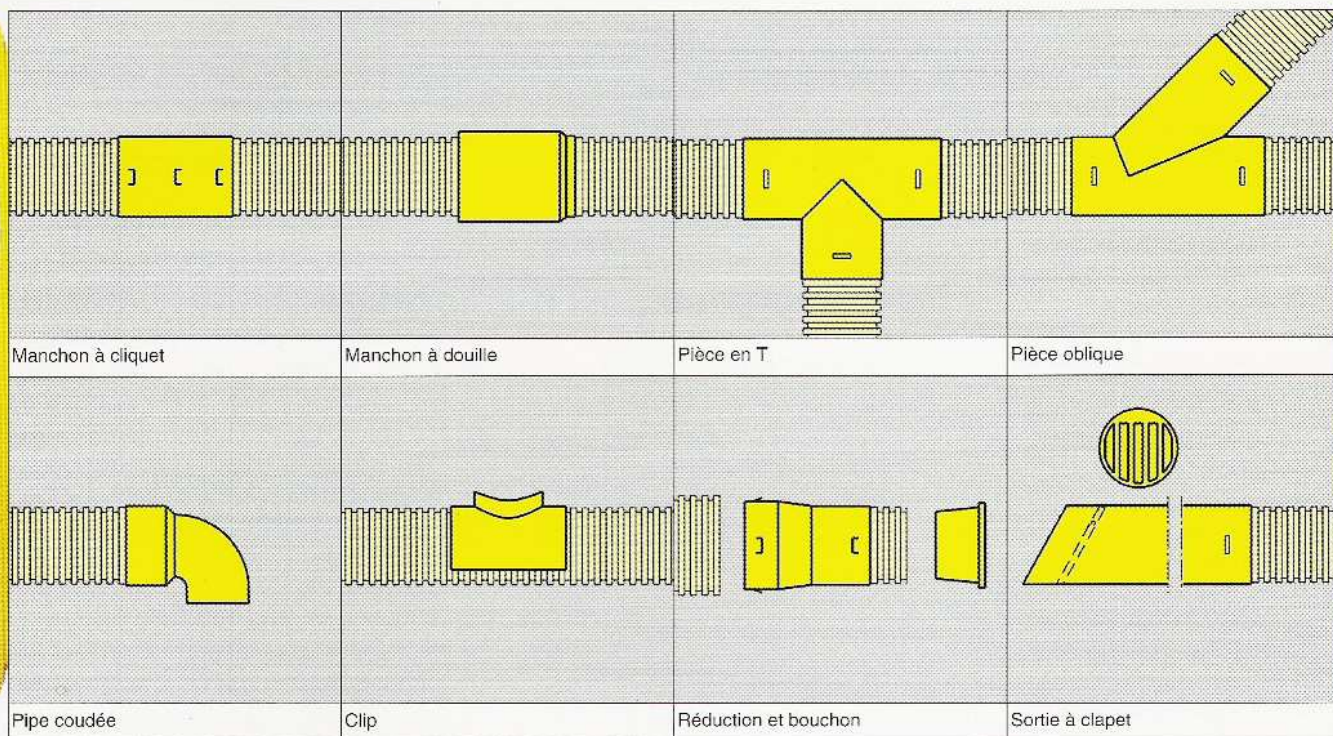 Manchon à cliquet
Manchon à douille
Pièce en T
Pièce oblique
Pipe coudée
Clip
Réduction et bouchon
Sortie à clapet